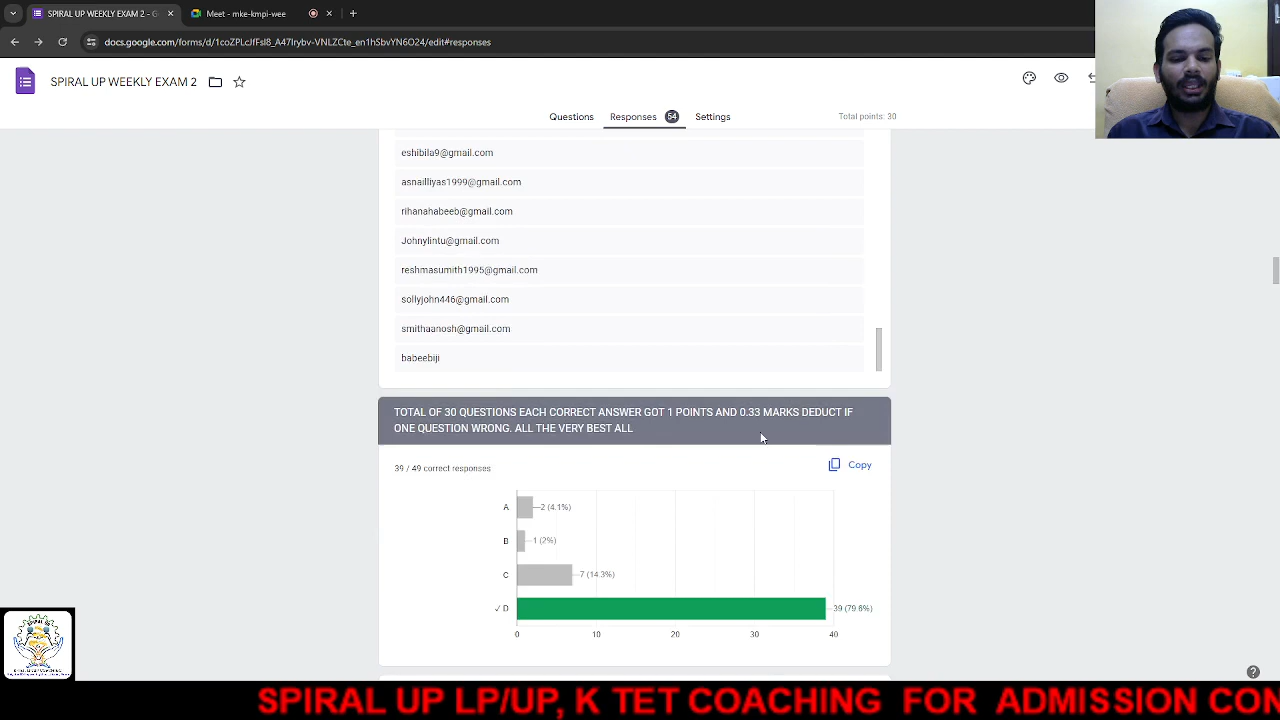 SPIRAL UP WEEKLY EXAM 2 - G
Meet - mke-kmpi-wee
docs.google.com/forms/d/1coZPLcJfFsI8_A47Irybv-VNLZCte_en1hSbvYN6O24/edit#responses
SPIRAL UP WEEKLY EXAM 2
Questions Responses 54 Settings Total points: 30
eshibila9@gmail.com
asnailliyas1999@gmail.com
rihanahabeeb@gmail.com
Johnylintu@gmail.com
reshmasumith1995@gmail.com
sollyjohn446@gmail.com
smithaanosh@gmail.com
babeebiji
TOTAL OF 30 QUESTIONS EACH CORRECT ANSWER GOT 1 POINTS AND 0.33 MARKS DEDUCT IF
ONE QUESTION WRONG. ALL THE VERY BEST ALL
39 / 49 correct responses
Copy
A 2 (4.1%)
B 1 (2%)
C 7 (14.3%)
✓ D 39 (79.6%)
0 10 20 30 40
SPIRAL UP LP/UP, K TET COACHING FOR ADMISSION CON